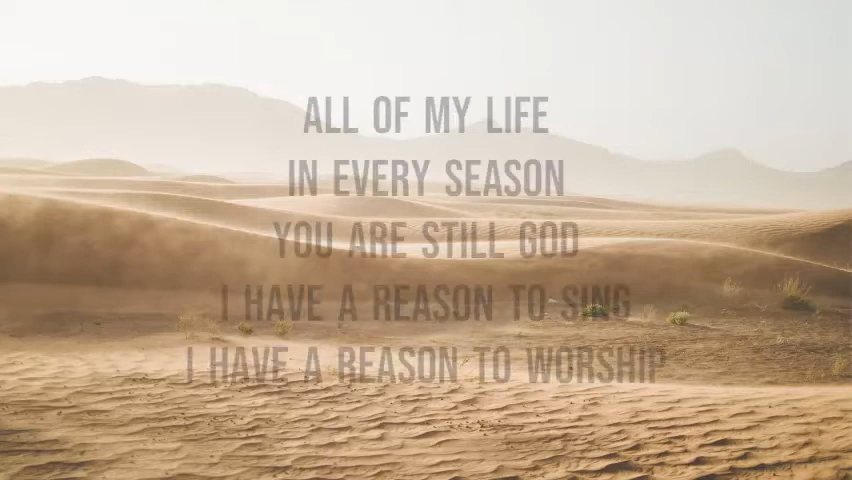 ALL OF MY LIFE
IN EVERY SEASON
YOU ARE STILL GOD
I HAVE A REASON TO SING
I HAVE A REASON TO WORSHIP